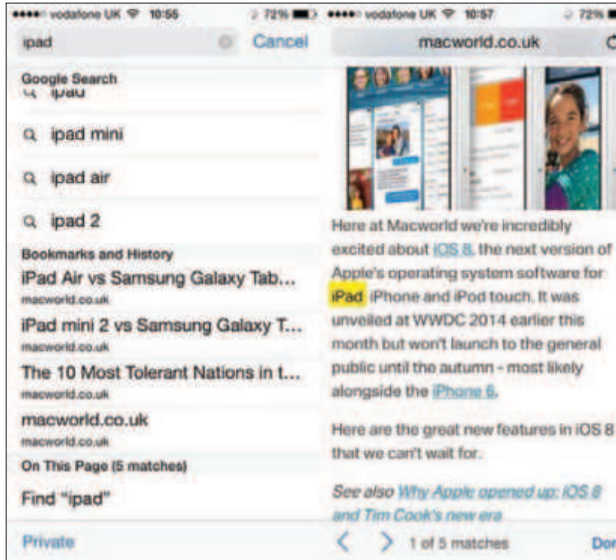 vodafone UK 10:55 72%
ipad
Cancel
Google Search
ipad
ipad mini
ipad air
ipad 2
Bookmarks and History
iPad Air vs Samsung Galaxy Tab...
macworld.co.uk
iPad mini 2 vs Samsung Galaxy T...
macworld.co.uk
The 10 Most Tolerant Nations in t...
macworld.co.uk
macworld.co.uk
macworld.co.uk
On This Page (5 matches)
Find "ipad"
Private
vodafone UK 10:57 72%
macworld.co.uk
Here at Macworld we're incredibly
excited about iOS 8, the next version of
Apple's operating system software for
iPad iPhone and iPod touch. It was
unveiled at WWDC 2014 earlier this
month but won't launch to the general
public until the autumn - most likely
alongside the iPhone 6.
Here are the great new features in iOS 8
that we can't wait for.
See also Why Apple opened up: iOS 8
and Tim Cook's new era
1 of 5 matches
Don